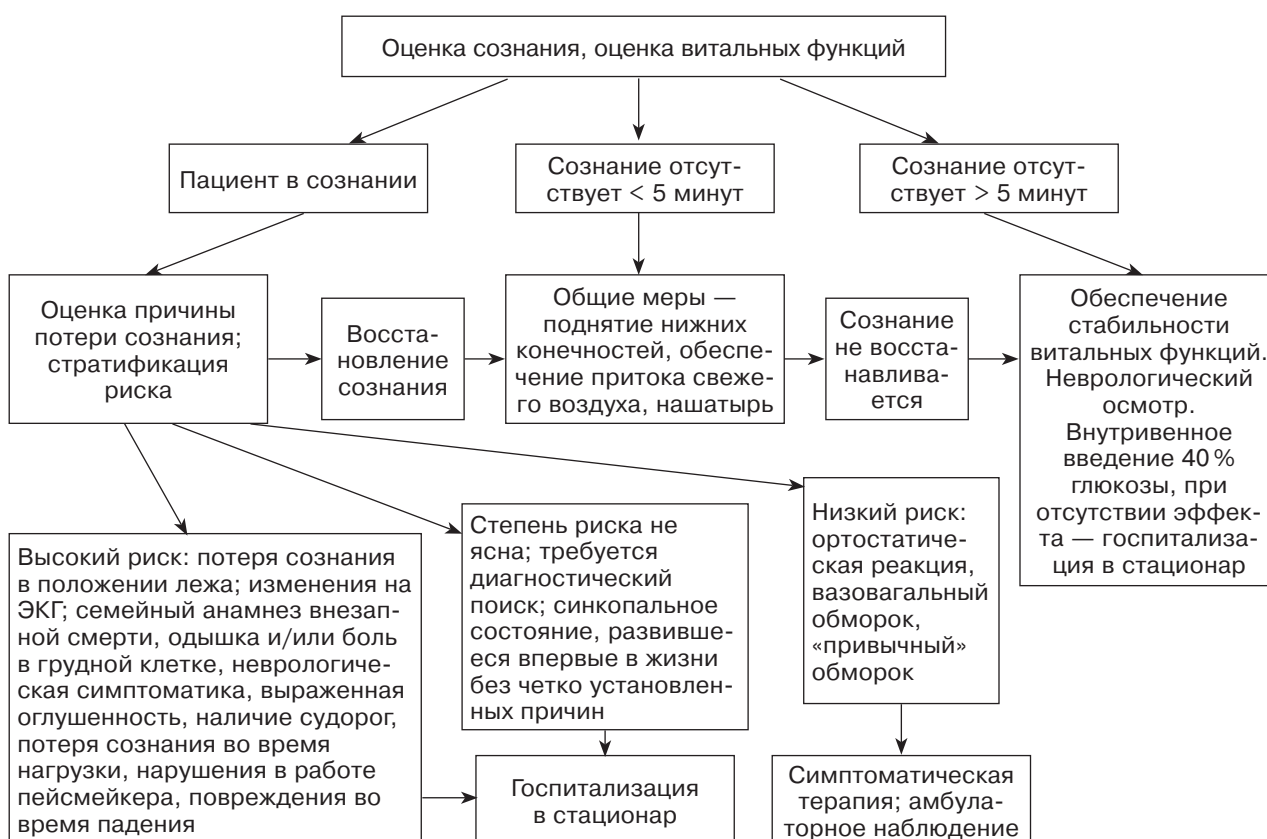 Оценка сознания, оценка витальных функций
Пациент в сознании
Сознание отсут-
ствует < 5 минут
Сознание отсут-
ствует > 5 минут
Оценка причины
потери сознания;
стратификация
риска
Восста-
новление
сознания
Общие меры —
поднятие нижних
конечностей, обеспе-
чение притока свеже-
го воздуха, нашатырь
Сознание
не восста-
навлива-
ется
Обеспечение
стабильности
витальных функций.
Неврологический
осмотр.
Внутривенное
введение 40 %
глюкозы, при
отсутствии эффек-
та — госпитализа-
ция в стационар
Высокий риск: потеря сознания
в положении лежа; изменения на
ЭКГ; семейный анамнез внезап-
ной смерти, одышка и/или боль
в грудной клетке, неврологиче-
ская симптоматика, выраженная
оглушенность, наличие судорог,
потеря сознания во время
нагрузки, нарушения в работе
пейсмейкера, повреждения во
время падения
Степень риска не
ясна; требуется
диагностический
поиск; синкопальное
состояние, развивше-
еся впервые в жизни
без четко установлен-
ных причин
Низкий риск:
ортостатиче-
ская реакция,
вазовагальный
обморок,
«привычный»
обморок
Госпитализация
в стационар
Симптоматическая
терапия; амбула-
торное наблюдение